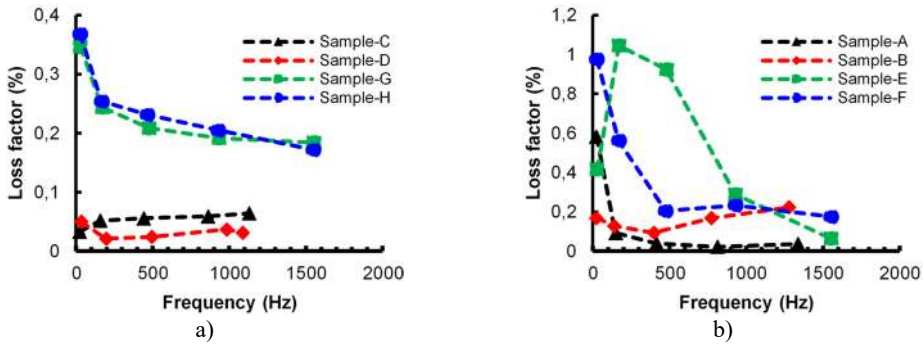 0,4
0,3
0,2
0,1
0
Loss factor (%)
0 500 1000 1500 2000
Frequency (Hz)
Sample-C
Sample-D
Sample-G
Sample-H
a)
1,2
1
0,8
0,6
0,4
0,2
0
Loss factor (%)
0 500 1000 1500 2000
Frequency (Hz)
Sample-A
Sample-B
Sample-E
Sample-F
b)